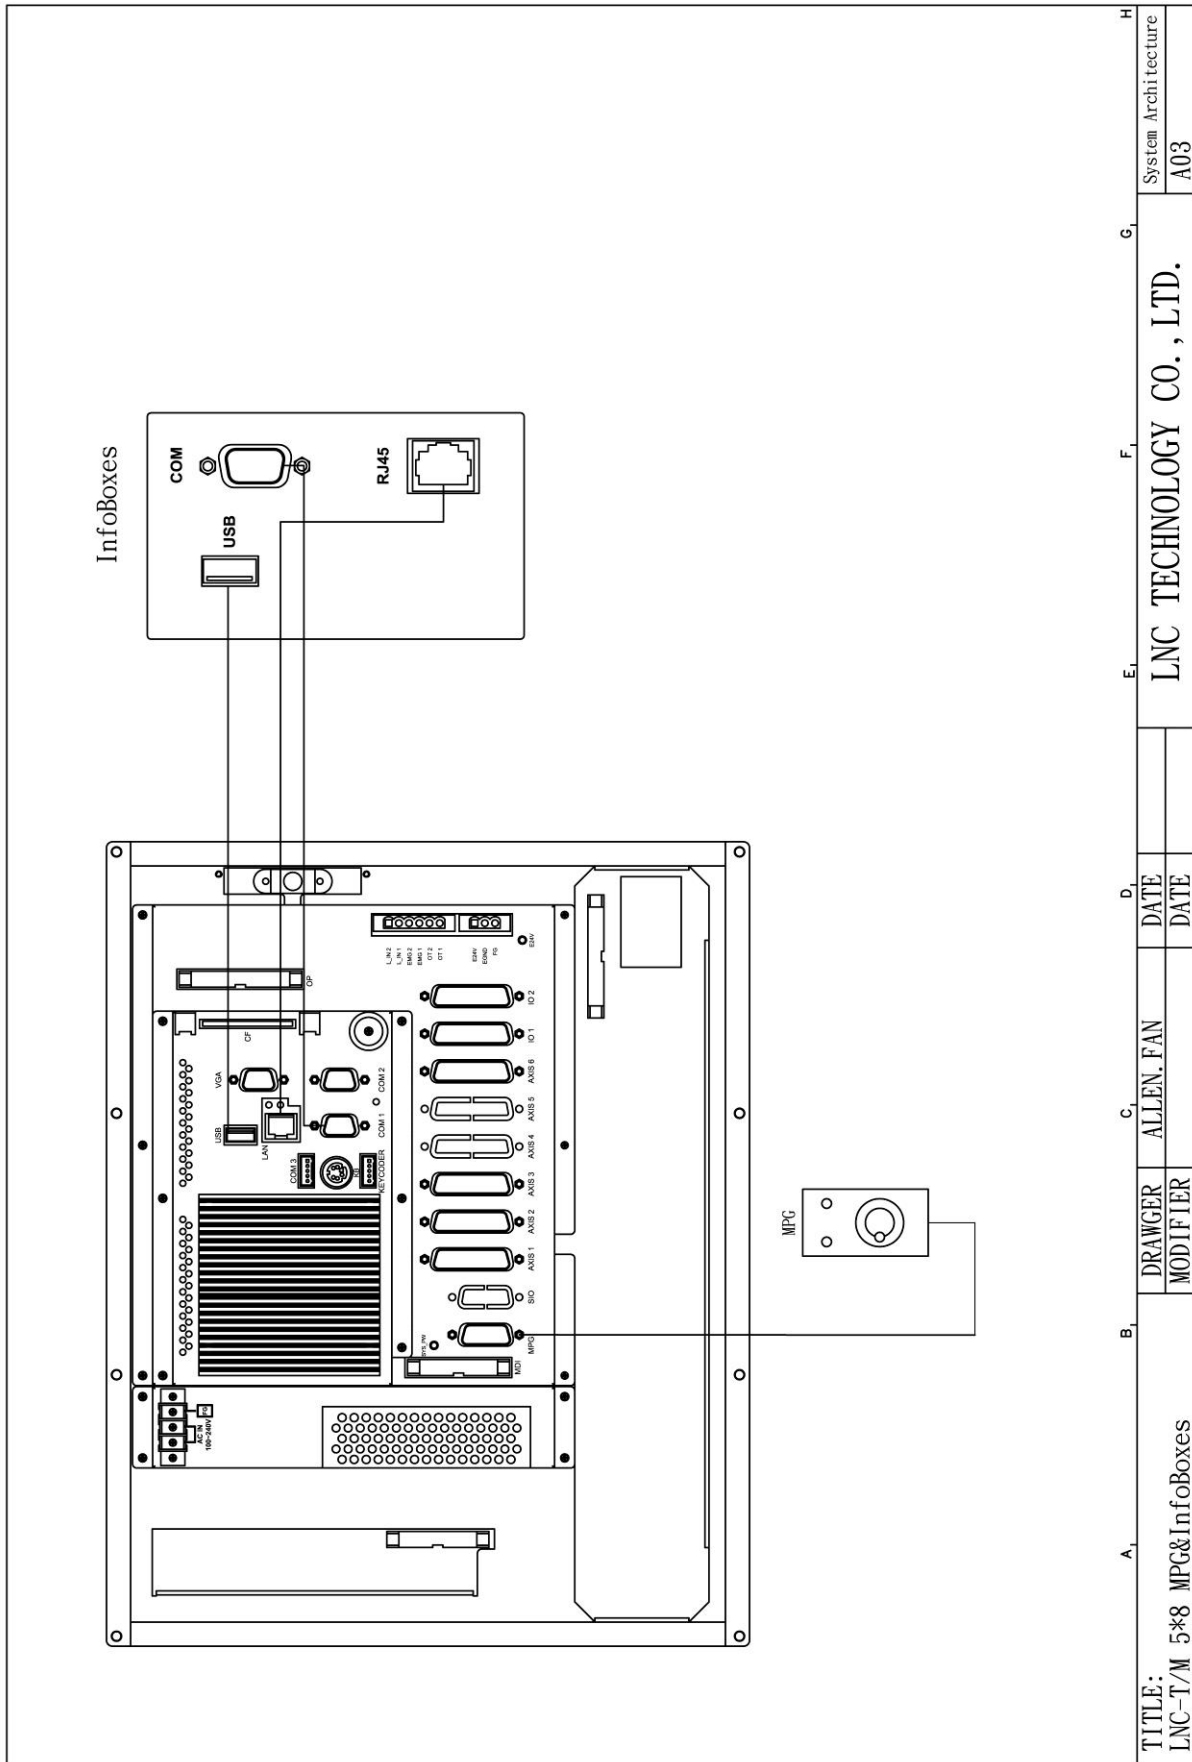 InfoBoxes
COM
USB
RJ45
AC IN
100~240V
FG
VGA
CF
OP
USB
LAN
COM 1
COM 2
COM 3
KB
KEYCODER
L_IN 2
L_IN 1
EMG 2
EMG 1
OT 2
OT 1
E24V
EGND
FG
E24V
SYS_PW
MDI
MPG
SIO
AXIS 1
AXIS 2
AXIS 3
AXIS 4
AXIS 5
AXIS 6
IO 1
IO 2
MPG
A
B
C
D
E
F
G
H
TITLE:
LNC-T/M 5*8 MPG&InfoBoxes
DRAWGER
ALLEN.FAN
DATE
MODIFIER
DATE
LNC TECHNOLOGY CO.,LTD.
System Architecture
A03